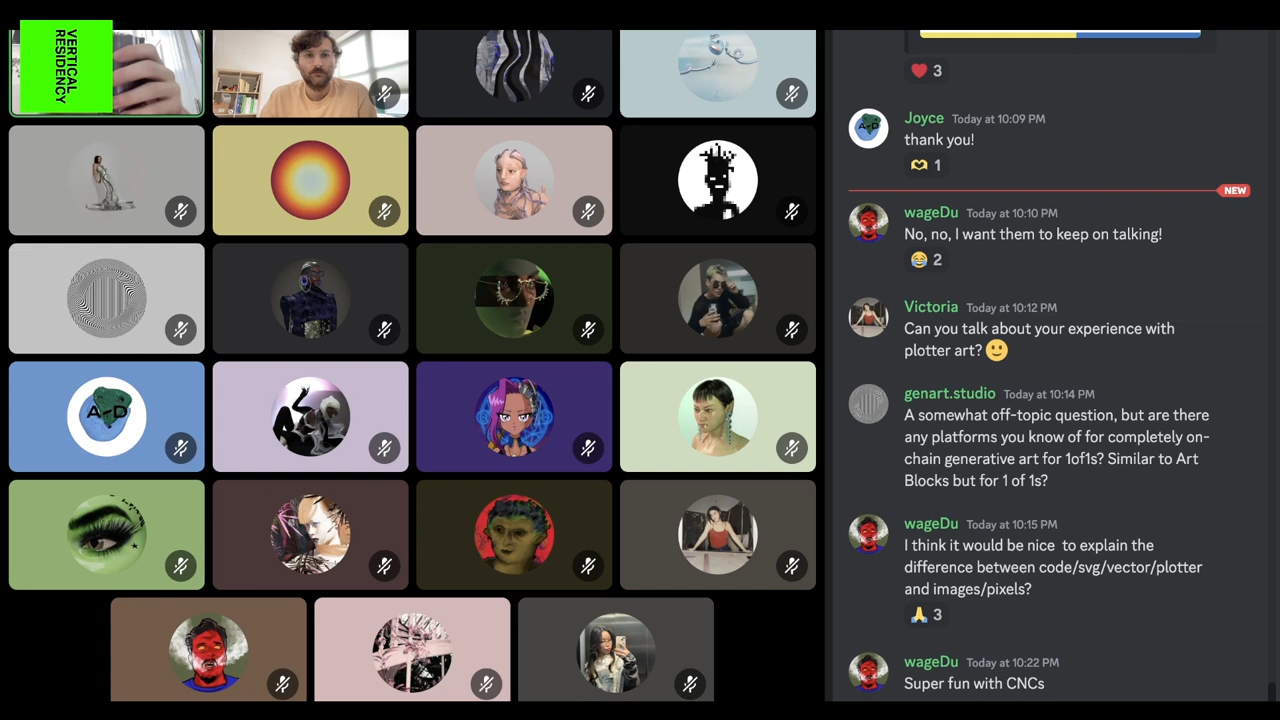 VERTICAL
RESIDENCY
3
Joyce Today at 10:09 PM
thank you!
1
NEW
wageDu Today at 10:10 PM
No, no, I want them to keep on talking!
2
Victoria Today at 10:12 PM
Can you talk about your experience with
plotter art?
genart.studio Today at 10:14 PM
A somewhat off-topic question, but are there
any platforms you know of for completely on-
chain generative art for 1of1s? Similar to Art
Blocks but for 1 of 1s?
wageDu Today at 10:15 PM
I think it would be nice to explain the
difference between code/svg/vector/plotter
and images/pixels?
3
wageDu Today at 10:22 PM
Super fun with CNCs
A~D